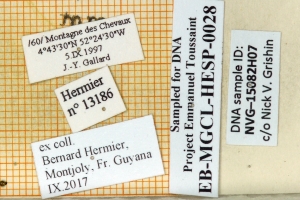 /60/ Montagne des Chevaux
4°43'30N 52°24'30W
5.IX.1997
J.-Y. Gallard
Hermier
n° 13186
ex coll.
Bernard Hermier,
Montjoly, Fr. Guyana
IX.2017
Sampled for DNA
Project Emmanuel Toussaint
EB-MGCL-HESP-0028
DNA sample ID:
NVG-15082H07
c/o Nick V. Grishin